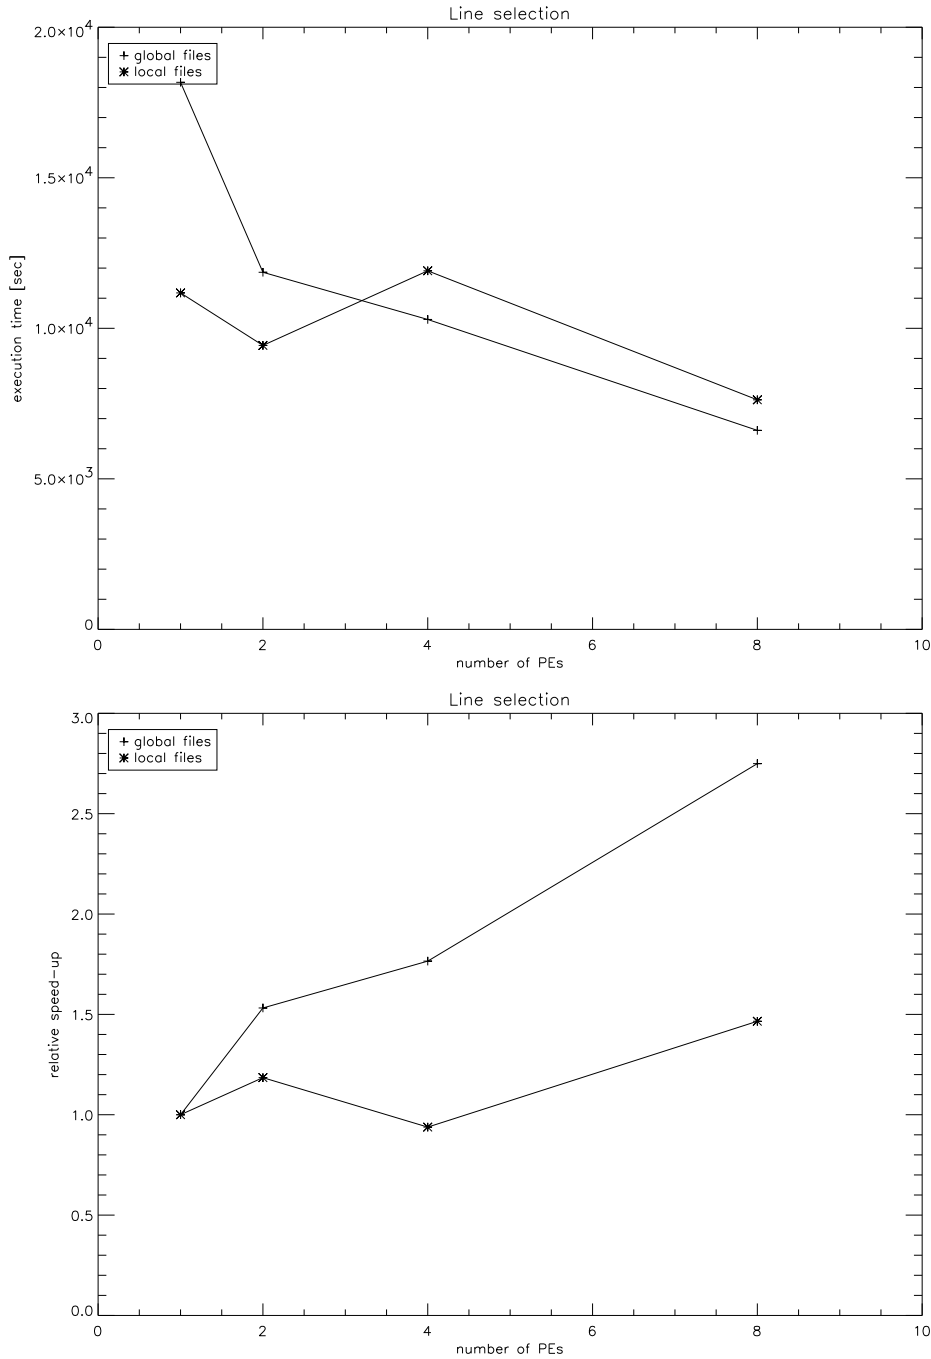 Line selection
2.0×10⁴
global files
local files
1.5×10⁴
1.0×10⁴
5.0×10³
0
execution time [sec]
0 2 4 6 8 10
number of PEs
Line selection
3.0
global files
local files
2.5
2.0
1.5
1.0
0.5
0.0
relative speed-up
0 2 4 6 8 10
number of PEs